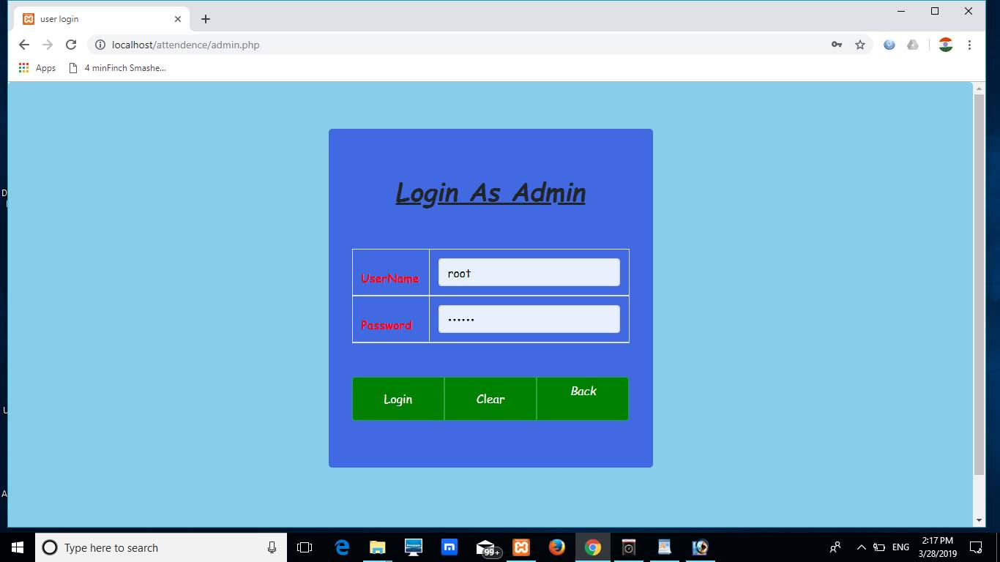 user login
localhost/attendence/admin.php
Apps
4 minFinch Smashe...
Login As Admin
UserName
root
Password
••••••
Login
Clear
Back
D
U
A
Type here to search
99+
ENG
2:17 PM
3/28/2019